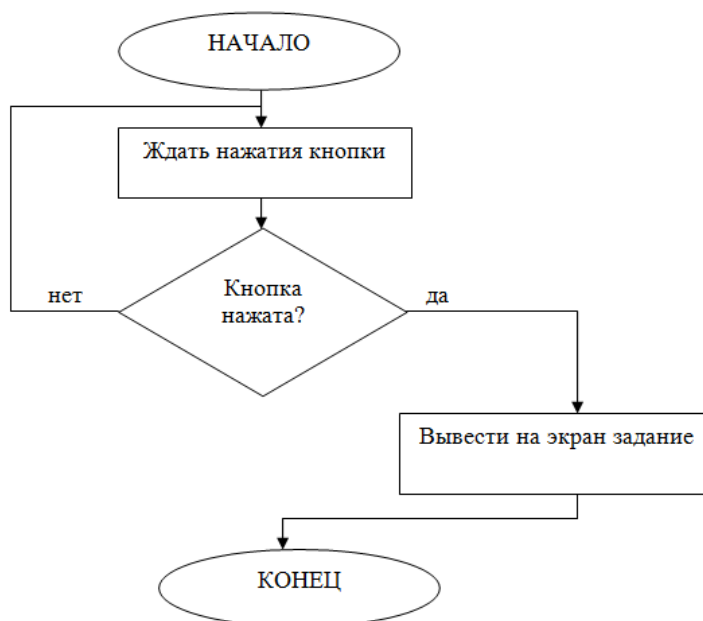 НАЧАЛО
Ждать нажатия кнопки
Кнопка
нажата?
нет
да
Вывести на экран задание
КОНЕЦ